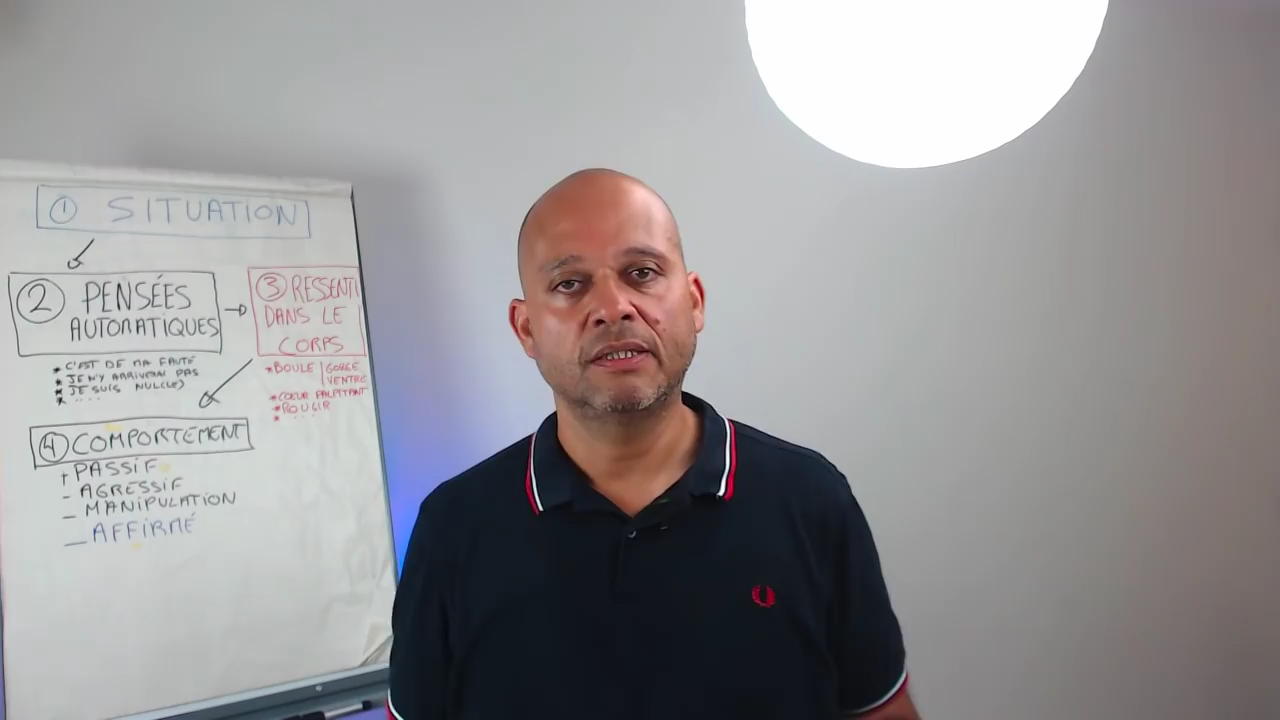 ① SITUATION
② PENSÉES
AUTOMATIQUES
* C'EST DE MA FAUTE
* JE N'Y ARRIVERAI PAS
* JE SUIS NUL(LE)
* ....
③ RESSENTI
DANS LE
CORPS
* BOULE | GORGE
VENTRE
* COEUR PALPITANT
* ROUGIR
* ....
④ COMPORTEMENT
+ PASSIF
- AGRESSIF
- MANIPULATION
_ AFFIRMÉ